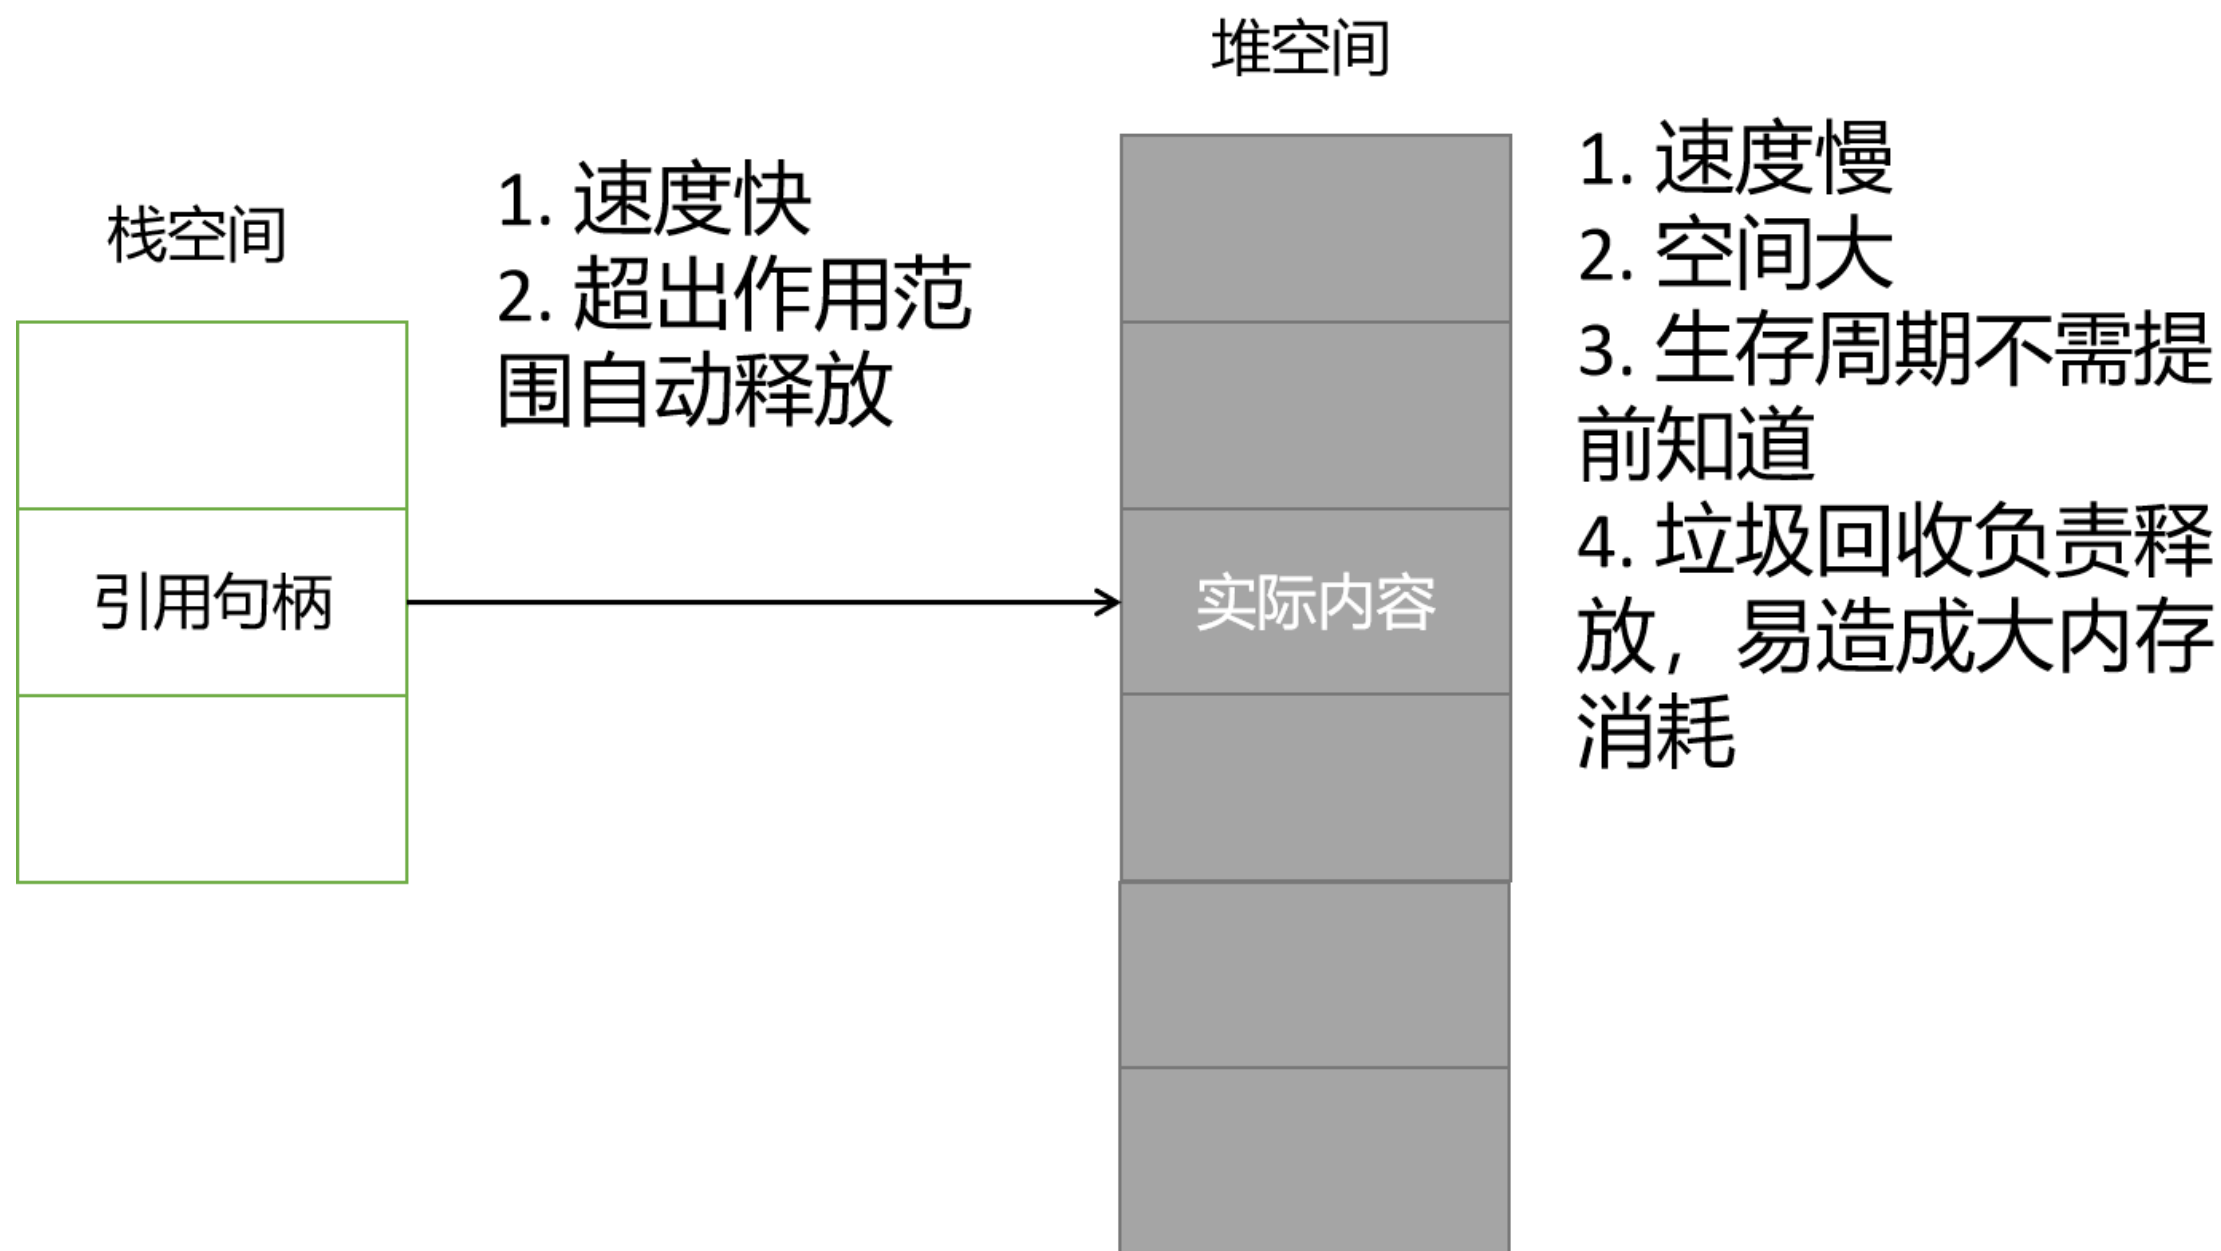 堆空间
栈空间
1. 速度快
2. 超出作用范
围自动释放
引用句柄
实际内容
1. 速度慢
2. 空间大
3. 生存周期不需提
前知道
4. 垃圾回收负责释
放，易造成大内存
消耗